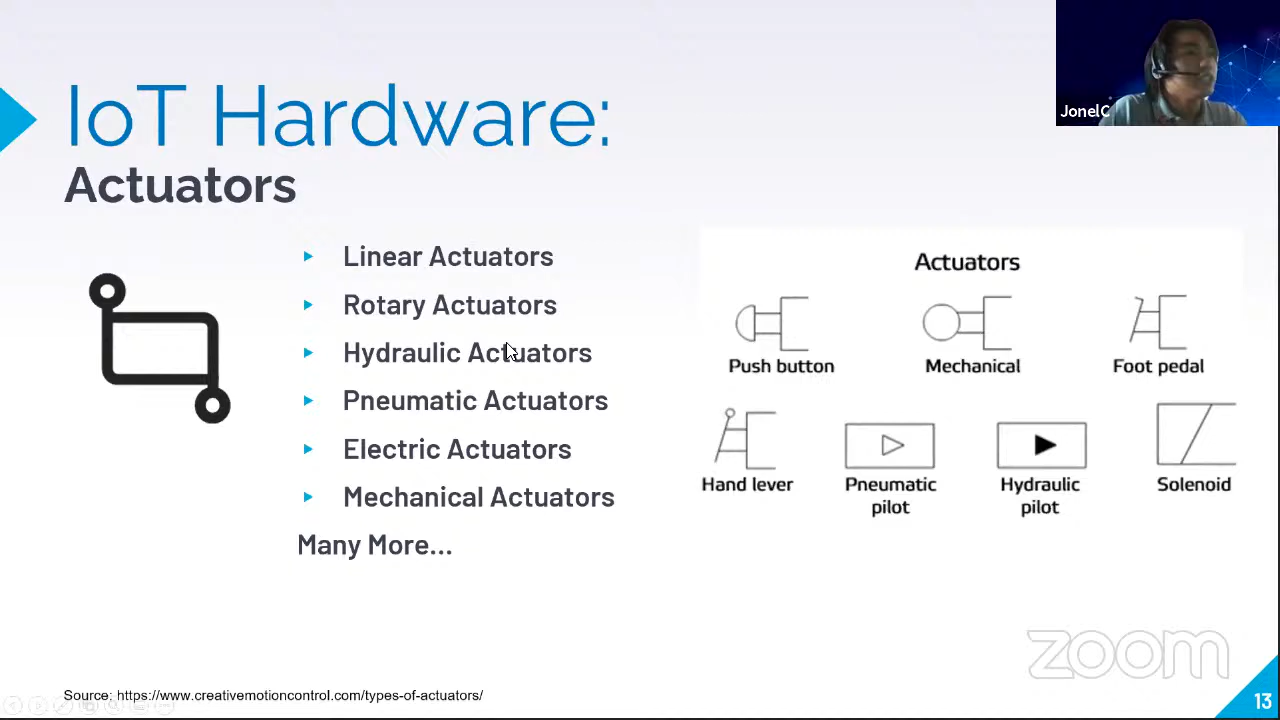 JonelC
IoT Hardware:
Actuators
Linear Actuators
Rotary Actuators
Hydraulic Actuators
Pneumatic Actuators
Electric Actuators
Mechanical Actuators
Many More...
Actuators
Push button
Mechanical
Foot pedal
Hand lever
Pneumatic
pilot
Hydraulic
pilot
Solenoid
zoom
Source: https://www.creativemotioncontrol.com/types-of-actuators/
13